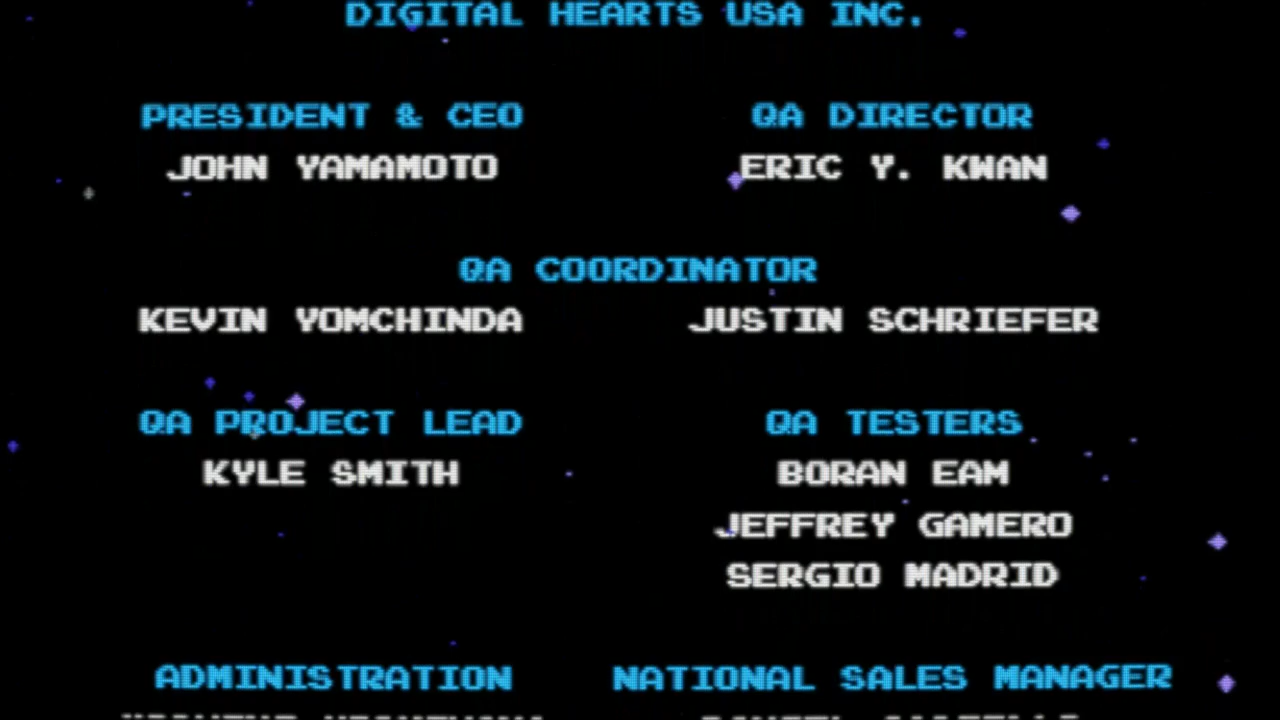 DIGITAL HEARTS USA INC.
PRESIDENT & CEO QA DIRECTOR
JOHN YAMAMOTO ERIC Y. KWAN
QA COORDINATOR
KEVIN YOMCHINDA JUSTIN SCHRIEFER
QA PROJECT LEAD QA TESTERS
KYLE SMITH BORAN EAM
JEFFREY GAMERO
SERGIO MADRID
ADMINISTRATION NATIONAL SALES MANAGER